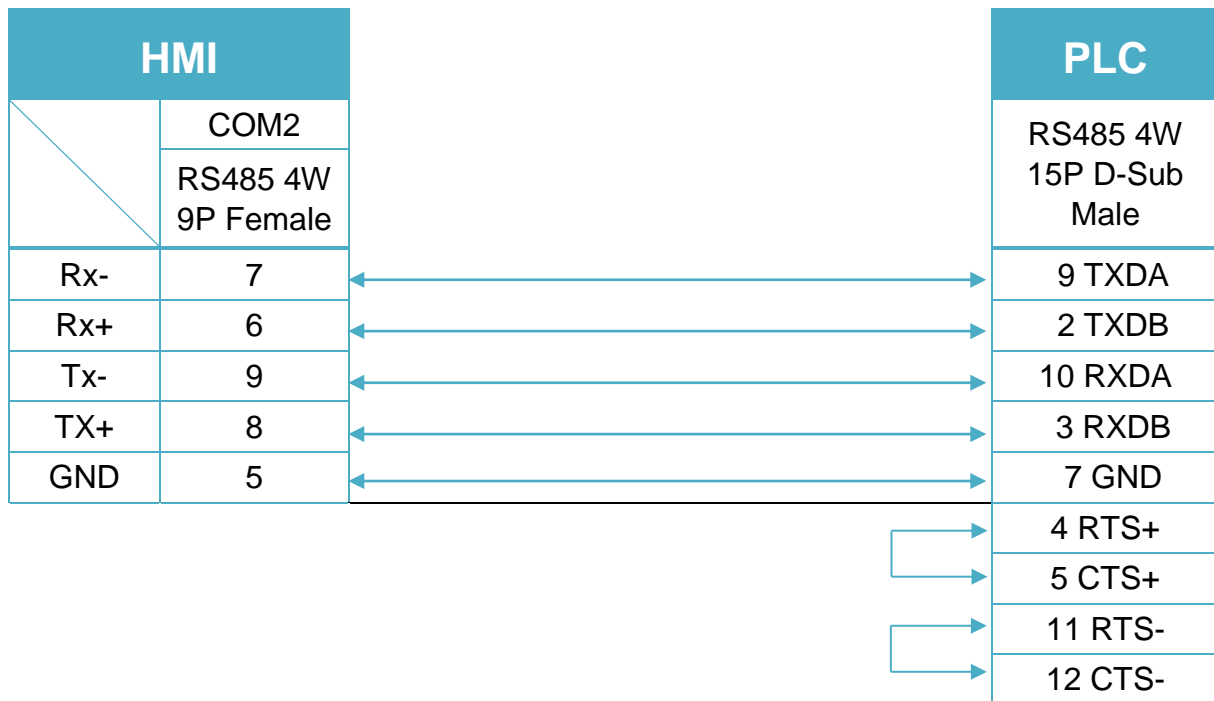 HMI
PLC
COM2
RS485 4W
9P Female
RS485 4W
15P D-Sub
Male
Rx- 7 9 TXDA
Rx+ 6 2 TXDB
Tx- 9 10 RXDA
TX+ 8 3 RXDB
GND 5 7 GND
4 RTS+
5 CTS+
11 RTS-
12 CTS-